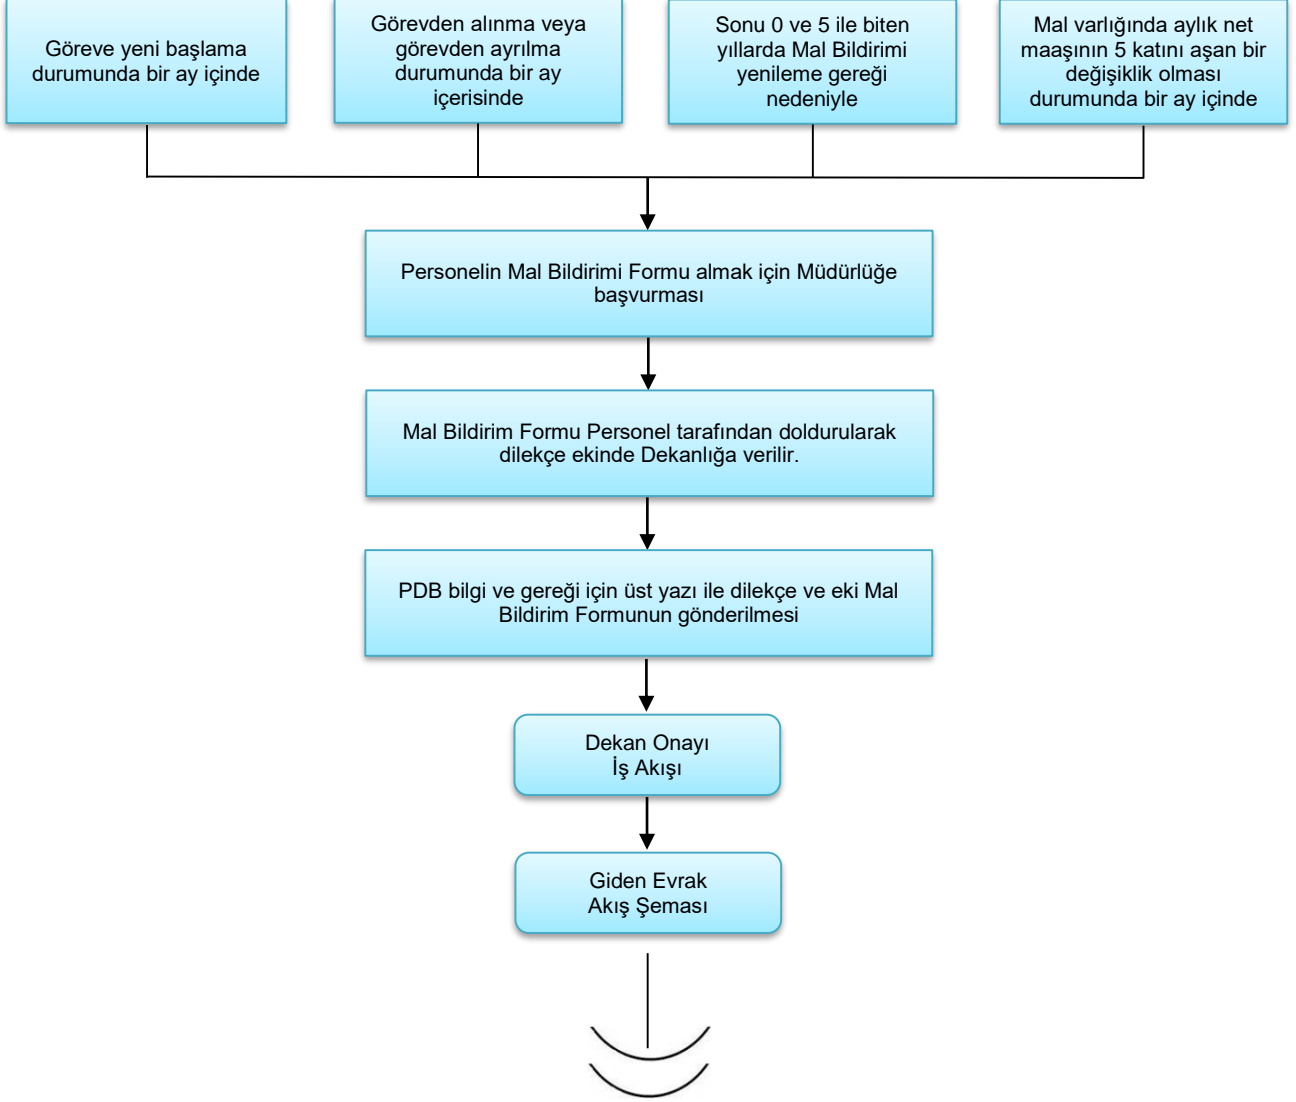 Göreve yeni başlama
durumunda bir ay içinde
Görevden alınma veya
görevden ayrılma
durumunda bir ay
içerisinde
Sonu 0 ve 5 ile biten
yıllarda Mal Bildirimi
yenileme gereği
nedeniyle
Mal varlığında aylık net
maaşının 5 katını aşan bir
değişiklik olması
durumunda bir ay içinde
Personelin Mal Bildirimi Formu almak için Müdürlüğe
başvurması
Mal Bildirim Formu Personel tarafından doldurularak
dilekçe ekinde Dekanlığa verilir.
PDB bilgi ve gereği için üst yazı ile dilekçe ve eki Mal
Bildirim Formunun gönderilmesi
Dekan Onayı
İş Akışı
Giden Evrak
Akış Şeması